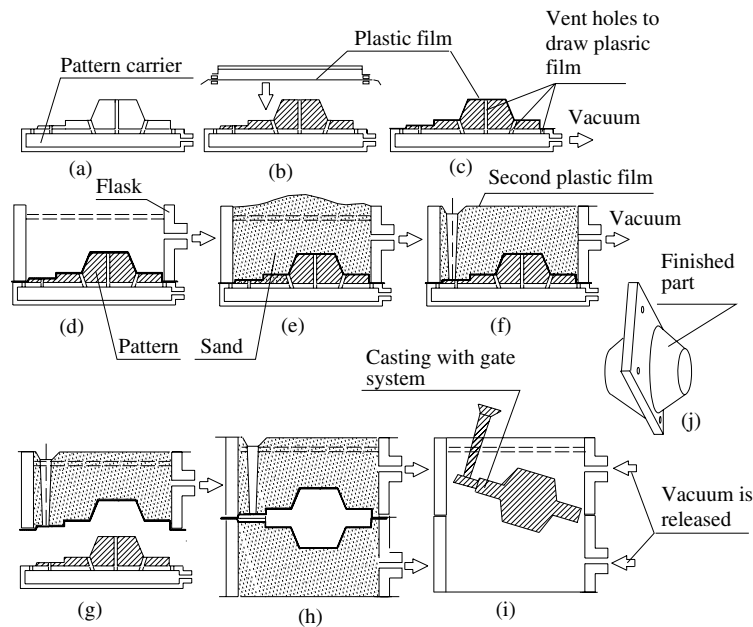 Pattern carrier
Plastic film
Vent holes to
draw plasric
film
Vacuum
(a)
(b)
(c)
Flask
Second plastic film
Vacuum
(d)
(e)
(f)
Pattern
Sand
Finished
part
Casting with gate
system
(j)
Vacuum is
released
(g)
(h)
(i)